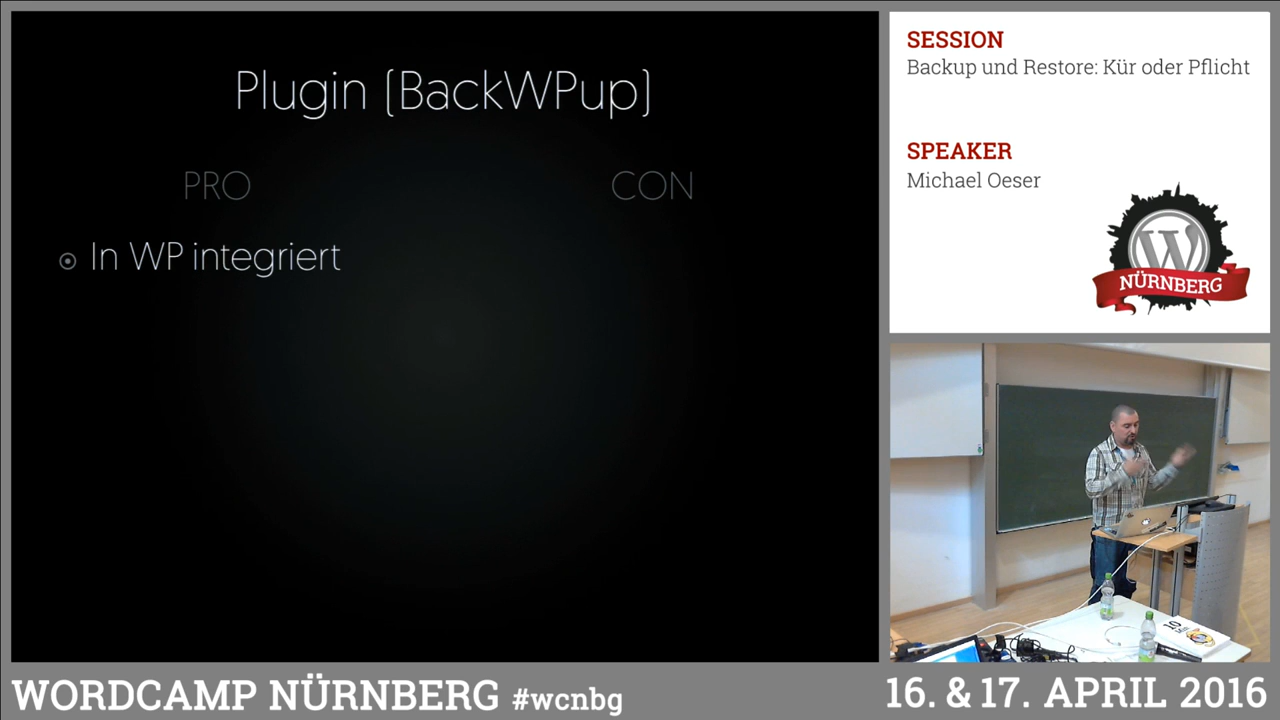 Plugin (BackWPup)
PRO
CON
In WP integriert
SESSION
Backup und Restore: Kür oder Pflicht
SPEAKER
Michael Oeser
W
NÜRNBERG
10
WORDCAMP NÜRNBERG #wcnbg
16. & 17. APRIL 2016